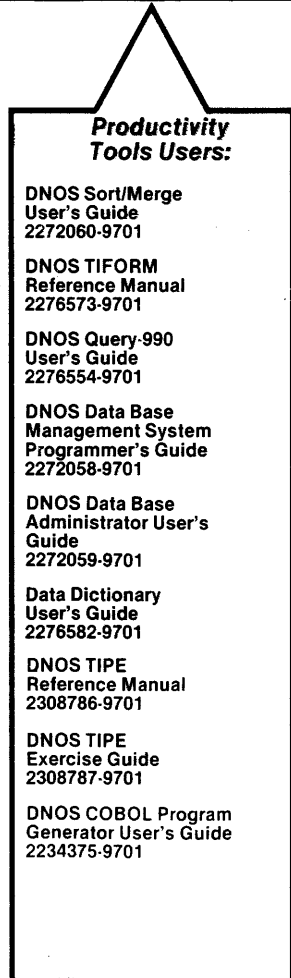 Productivity
Tools Users:
DNOS Sort/Merge
User's Guide
2272060-9701
DNOS TIFORM
Reference Manual
2276573-9701
DNOS Query-990
User's Guide
2276554-9701
DNOS Data Base
Management System
Programmer's Guide
2272058-9701
DNOS Data Base
Administrator User's
Guide
2272059-9701
Data Dictionary
User's Guide
2276582-9701
DNOS TIPE
Reference Manual
2308786-9701
DNOS TIPE
Exercise Guide
2308787-9701
DNOS COBOL Program
Generator User's Guide
2234375-9701